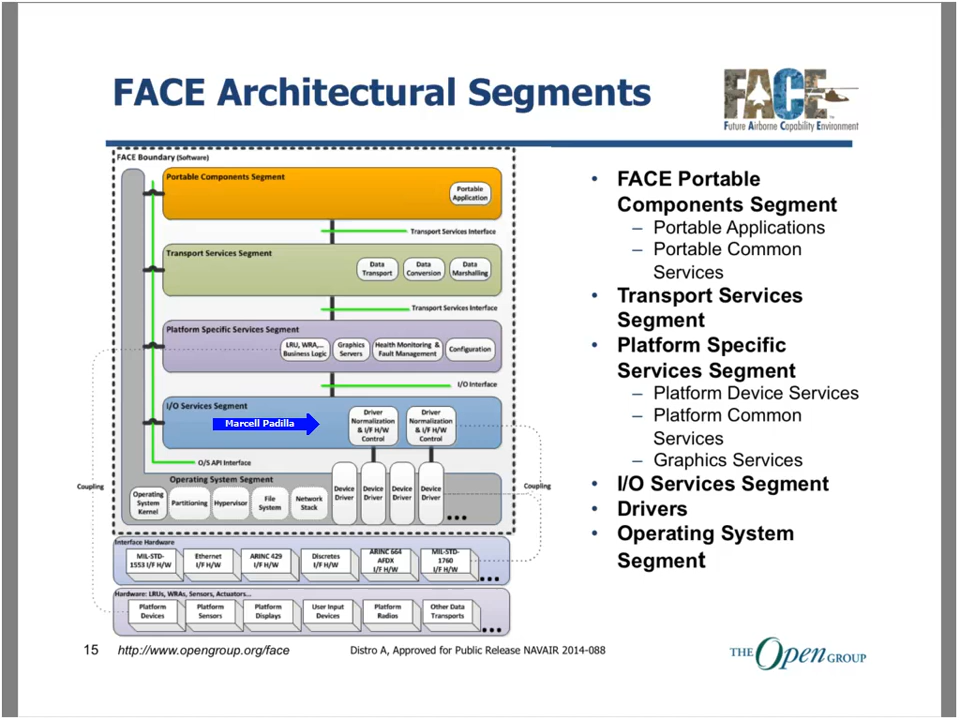 FACE Architectural Segments
FACE
Future Airborne Capability Environment
FACE Boundary (Software)
Portable Components Segment
Portable
Application
Transport Services Interface
Transport Services Segment
Data
Transport
Data
Conversion
Data
Marshalling
Transport Services Interface
Platform Specific Services Segment
LRU, WRA,...
Business Logic
Graphics
Servers
Health Monitoring &
Fault Management
Configuration
I/O Interface
I/O Services Segment
Marcell Padilla
Driver
Normalization
& I/F H/W
Control
Driver
Normalization
& I/F H/W
Control
O/S API Interface
Operating System Segment
Coupling
Coupling
Operating
System
Kernel
Partitioning
Hypervisor
File
System
Network
Stack
Device
Driver
Device
Driver
Device
Driver
Device
Driver
•••
Interface Hardware
MIL-STD-
1553 I/F H/W
Ethernet
I/F H/W
ARINC 429
I/F H/W
Discretes
I/F H/W
ARINC 664
AFDX
I/F H/W
MIL-STD-
1760
I/F H/W
•••
Hardware: LRUs, WRAs, Sensors, Actuators...
Platform
Devices
Platform
Sensors
Platform
Displays
User Input
Devices
Platform
Radios
Other Data
Transports
•••
• FACE Portable
Components Segment
– Portable Applications
– Portable Common
Services
• Transport Services
Segment
• Platform Specific
Services Segment
– Platform Device Services
– Platform Common
Services
– Graphics Services
• I/O Services Segment
• Drivers
• Operating System
Segment
15 http://www.opengroup.org/face
Distro A, Approved for Public Release NAVAIR 2014-088
THE Open GROUP